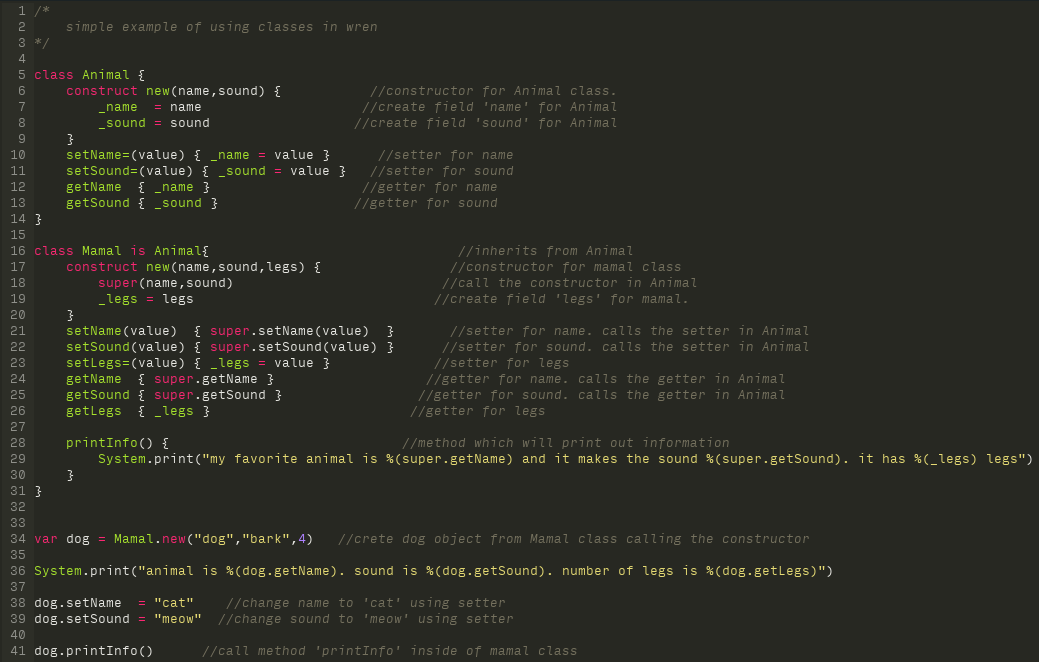 1 /*
2     simple example of using classes in wren
3 */
4
5 class Animal {
6     construct new(name,sound) {           //constructor for Animal class.
7         _name  = name                    //create field 'name' for Animal
8         _sound = sound                  //create field 'sound' for Animal
9     }
10     setName=(value) { _name = value }      //setter for name
11     setSound=(value) { _sound = value }   //setter for sound
12     getName  { _name }                   //getter for name
13     getSound { _sound }                 //getter for sound
14 }
15
16 class Mamal is Animal{                               //inherits from Animal
17     construct new(name,sound,legs) {                //constructor for mamal class
18         super(name,sound)                          //call the constructor in Animal
19         _legs = legs                              //create field 'legs' for mamal.
20     }
21     setName(value)  { super.setName(value)  }       //setter for name. calls the setter in Animal
22     setSound(value) { super.setSound(value) }      //setter for sound. calls the setter in Animal
23     setLegs=(value) { _legs = value }             //setter for legs
24     getName  { super.getName }                   //getter for name. calls the getter in Animal
25     getSound { super.getSound }                 //getter for sound. calls the getter in Animal
26     getLegs  { _legs }                         //getter for legs
27
28     printInfo() {                             //method which will print out information
29         System.print("my favorite animal is %(super.getName) and it makes the sound %(super.getSound). it has %(_legs) legs")
30     }
31 }
32
33
34 var dog = Mamal.new("dog","bark",4)   //crete dog object from Mamal class calling the constructor
35
36 System.print("animal is %(dog.getName). sound is %(dog.getSound). number of legs is %(dog.getLegs)")
37
38 dog.setName  = "cat"    //change name to 'cat' using setter
39 dog.setSound = "meow"  //change sound to 'meow' using setter
40
41 dog.printInfo()      //call method 'printInfo' inside of mamal class